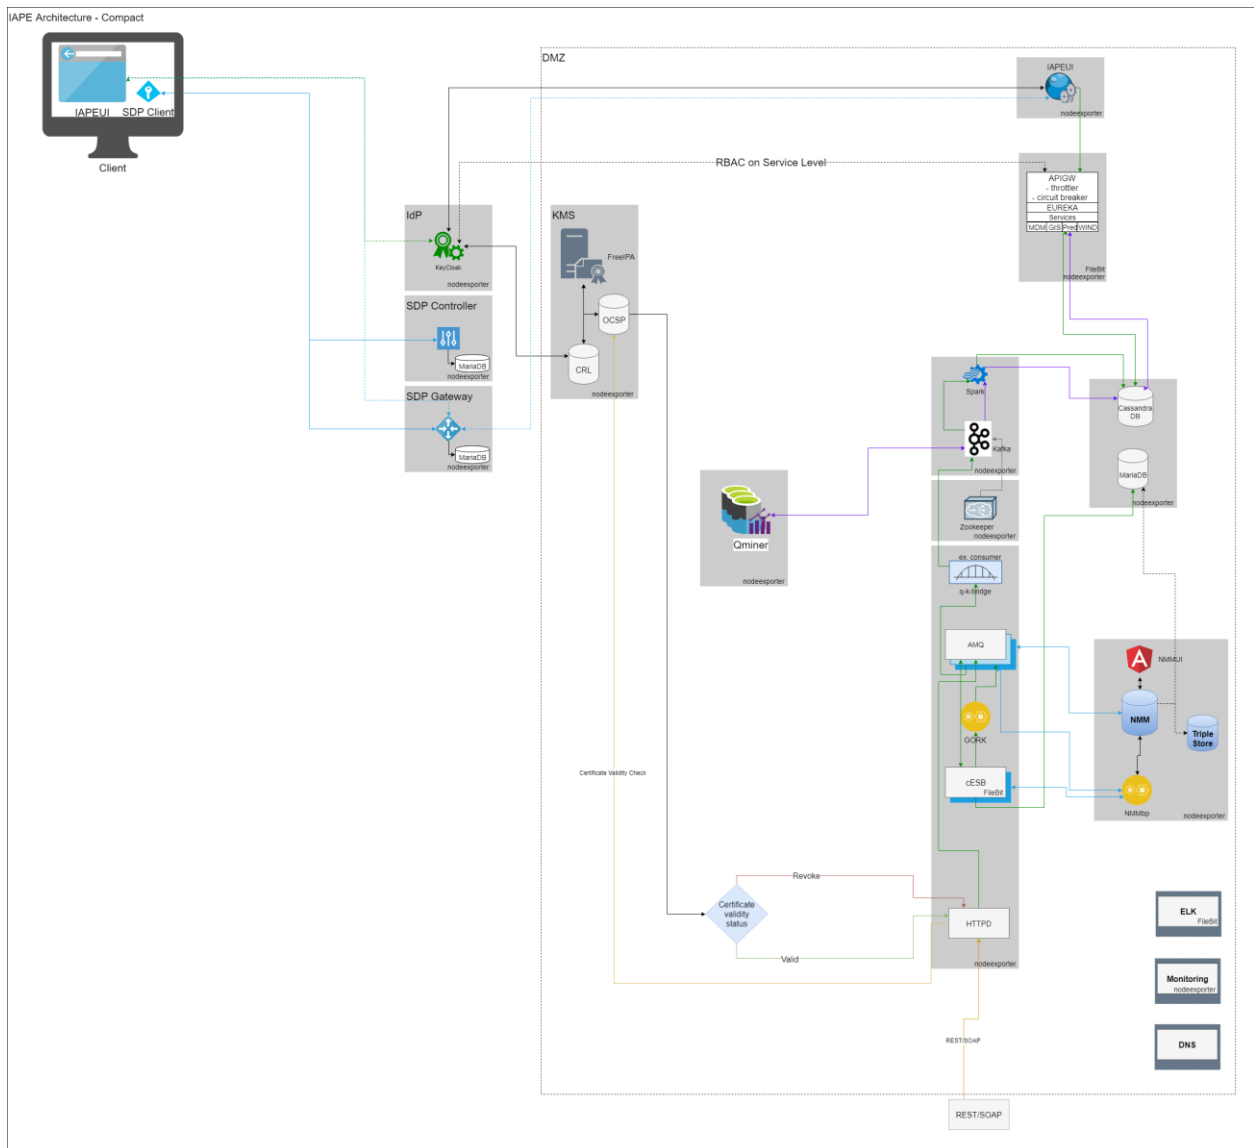 IAPE Architecture - Compact
IAPEUI
SDP Client
Client
DMZ
IAPEUI
nodeexporter
RBAC on Service Level
APIGW
- throttler
- circuit breaker
EUREKA
Services
MDM
GIS
Pred
WIND
FileBit
nodeexporter
IdP
KeyCloak
nodeexporter
KMS
FreeIPA
OCSP
CRL
nodeexporter
SDP Controller
MariaDB
nodeexporter
SDP Gateway
MariaDB
nodeexporter
Spark
Kafka
nodeexporter
Cassandra
DB
MariaDB
nodeexporter
Qminer
nodeexporter
Zookeeper
nodeexporter
ex. consumer
q-k-bridge
AMQ
GORK
cESB
FileBit
NMMUI
NMM
Triple
Store
NMMbp
nodeexporter
Certificate Validity Check
Revoke
Certificate
validity
status
Valid
HTTPD
nodeexporter
ELK
FileBit
Monitoring
nodeexporter
DNS
REST/SOAP
REST/SOAP